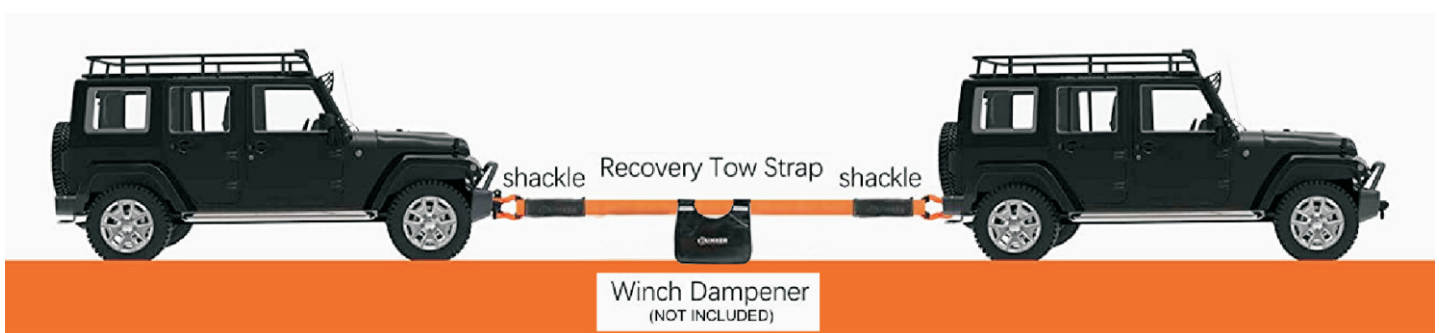 shackle
Recovery Tow Strap
shackle
Winch Dampener
(NOT INCLUDED)